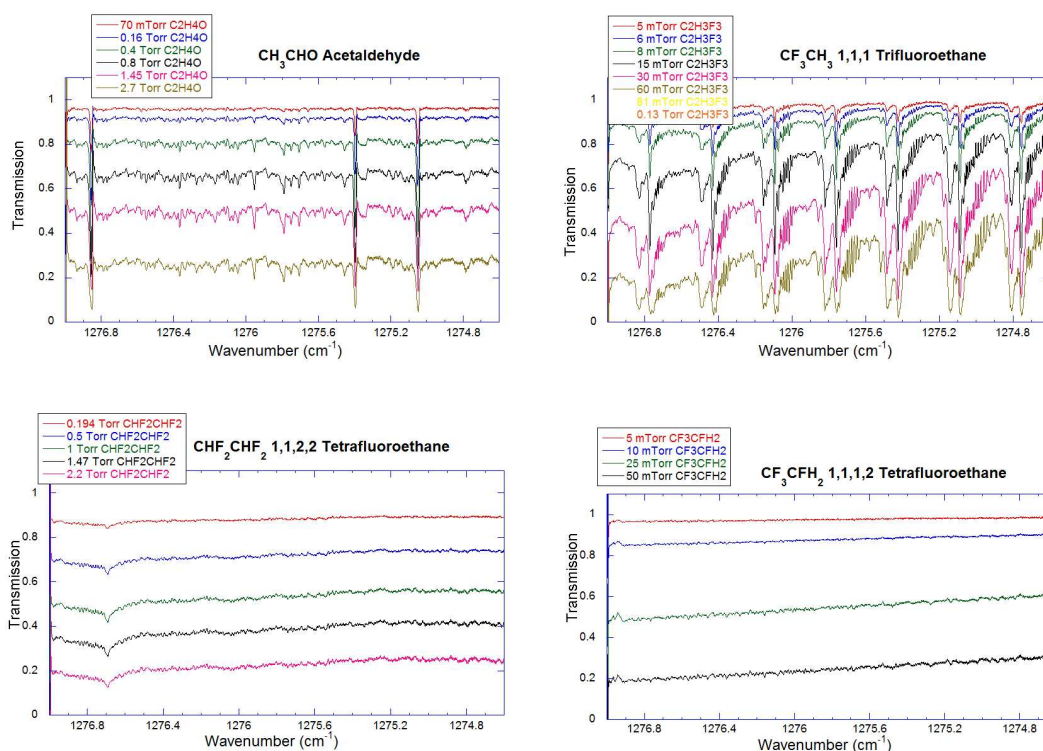 70 mTorr C2H4O
0.16 Torr C2H4O
0.4 Torr C2H4O
0.8 Torr C2H4O
1.45 Torr C2H4O
2.7 Torr C2H4O
CH3CHO Acetaldehyde
1
0.8
0.6
0.4
0.2
0
Transmission
1276.8 1276.4 1276 1275.6 1275.2 1274.8
Wavenumber (cm-1)
5 mTorr C2H3F3
6 mTorr C2H3F3
8 mTorr C2H3F3
15 mTorr C2H3F3
30 mTorr C2H3F3
60 mTorr C2H3F3
61 mTorr C2H3F3
0.13 Torr C2H3F3
CF3CH3 1,1,1 Trifluoroethane
1
0.8
0.6
0.4
0.2
0
Transmission
1276.8 1276.4 1276 1275.6 1275.2 1274.8
Wavenumber (cm-1)
0.194 Torr CHF2CHF2
0.5 Torr CHF2CHF2
1 Torr CHF2CHF2
1.47 Torr CHF2CHF2
2.2 Torr CHF2CHF2
CHF2CHF2 1,1,2,2 Tetrafluoroethane
1
0.8
0.6
0.4
0.2
0
Transmission
1276.8 1276.4 1276 1275.6 1275.2 1274.8
Wavenumber (cm-1)
5 mTorr CF3CFH2
10 mTorr CF3CFH2
25 mTorr CF3CFH2
50 mTorr CF3CFH2
CF3CFH2 1,1,1,2 Tetrafluoroethane
1
0.8
0.6
0.4
0.2
0
Transmission
1276.8 1276.4 1276 1275.6 1275.2 1274.8
Wavenumber (cm-1)